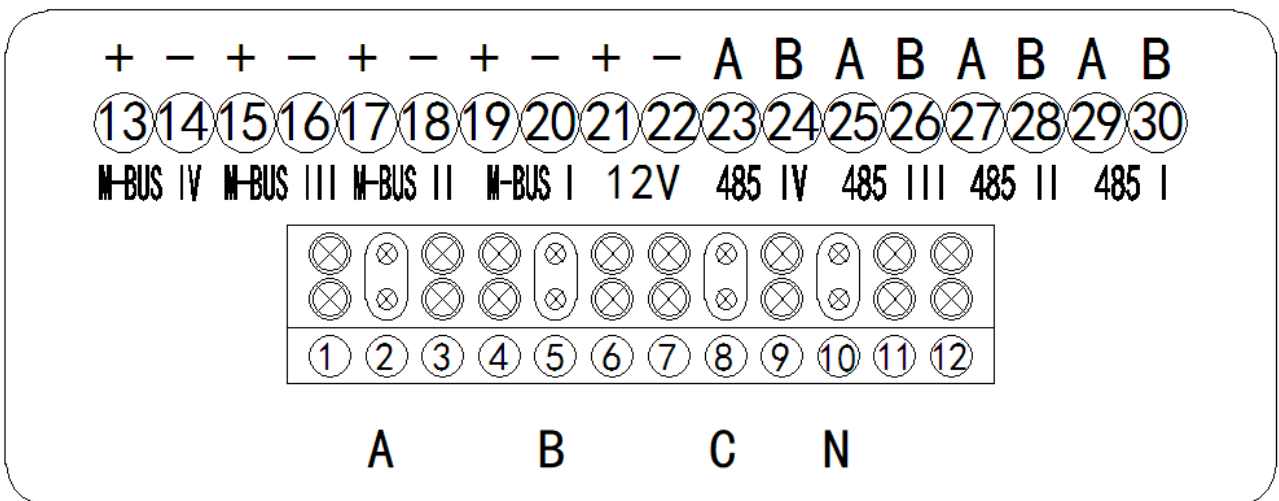 + − + − + − + − + − A B A B A B A B
13 14 15 16 17 18 19 20 21 22 23 24 25 26 27 28 29 30
M-BUS IV M-BUS III M-BUS II M-BUS I 12V 485 IV 485 III 485 II 485 I
1 2 3 4 5 6 7 8 9 10 11 12
A B C N